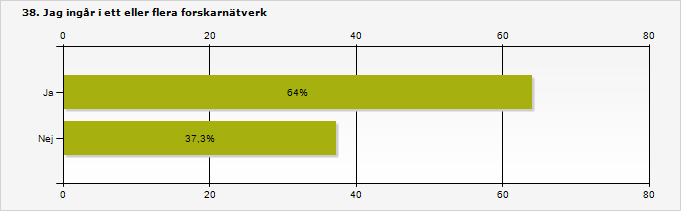 38. Jag ingår i ett eller flera forskarnätverk
0 20 40 60 80
Ja 64%
Nej 37,3%
0 20 40 60 80